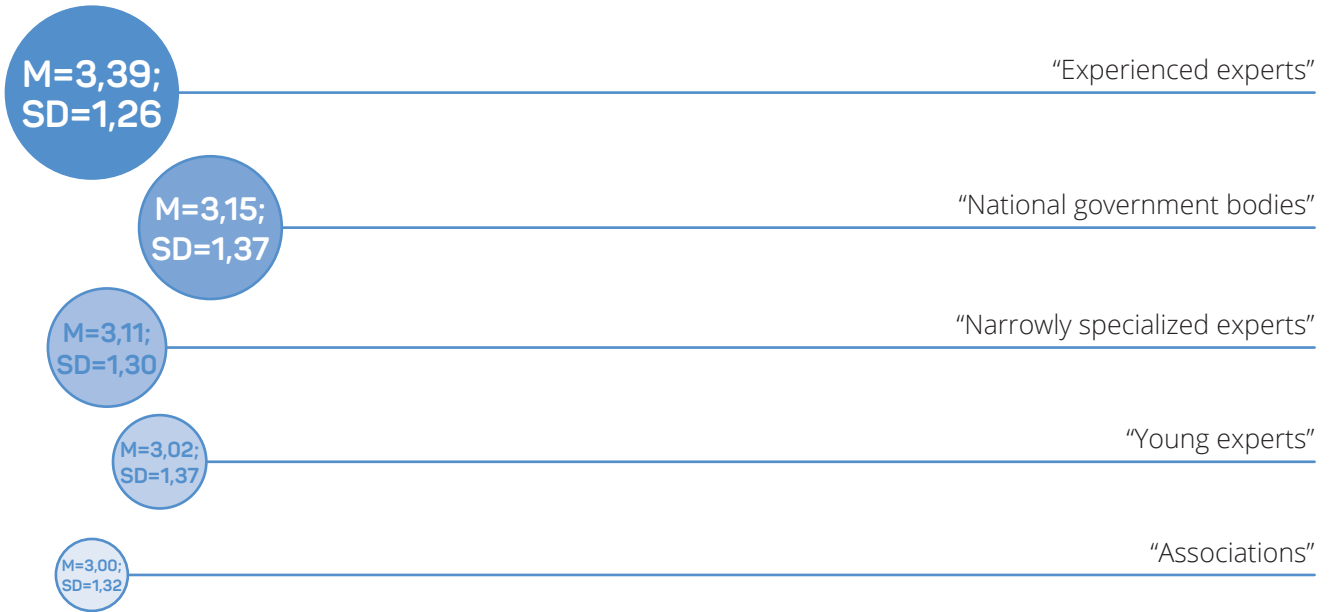 M=3,39;
SD=1,26
“Experienced experts”
M=3,15;
SD=1,37
“National government bodies”
M=3,11;
SD=1,30
“Narrowly specialized experts”
M=3,02;
SD=1,37
“Young experts”
M=3,00;
SD=1,32
“Associations”